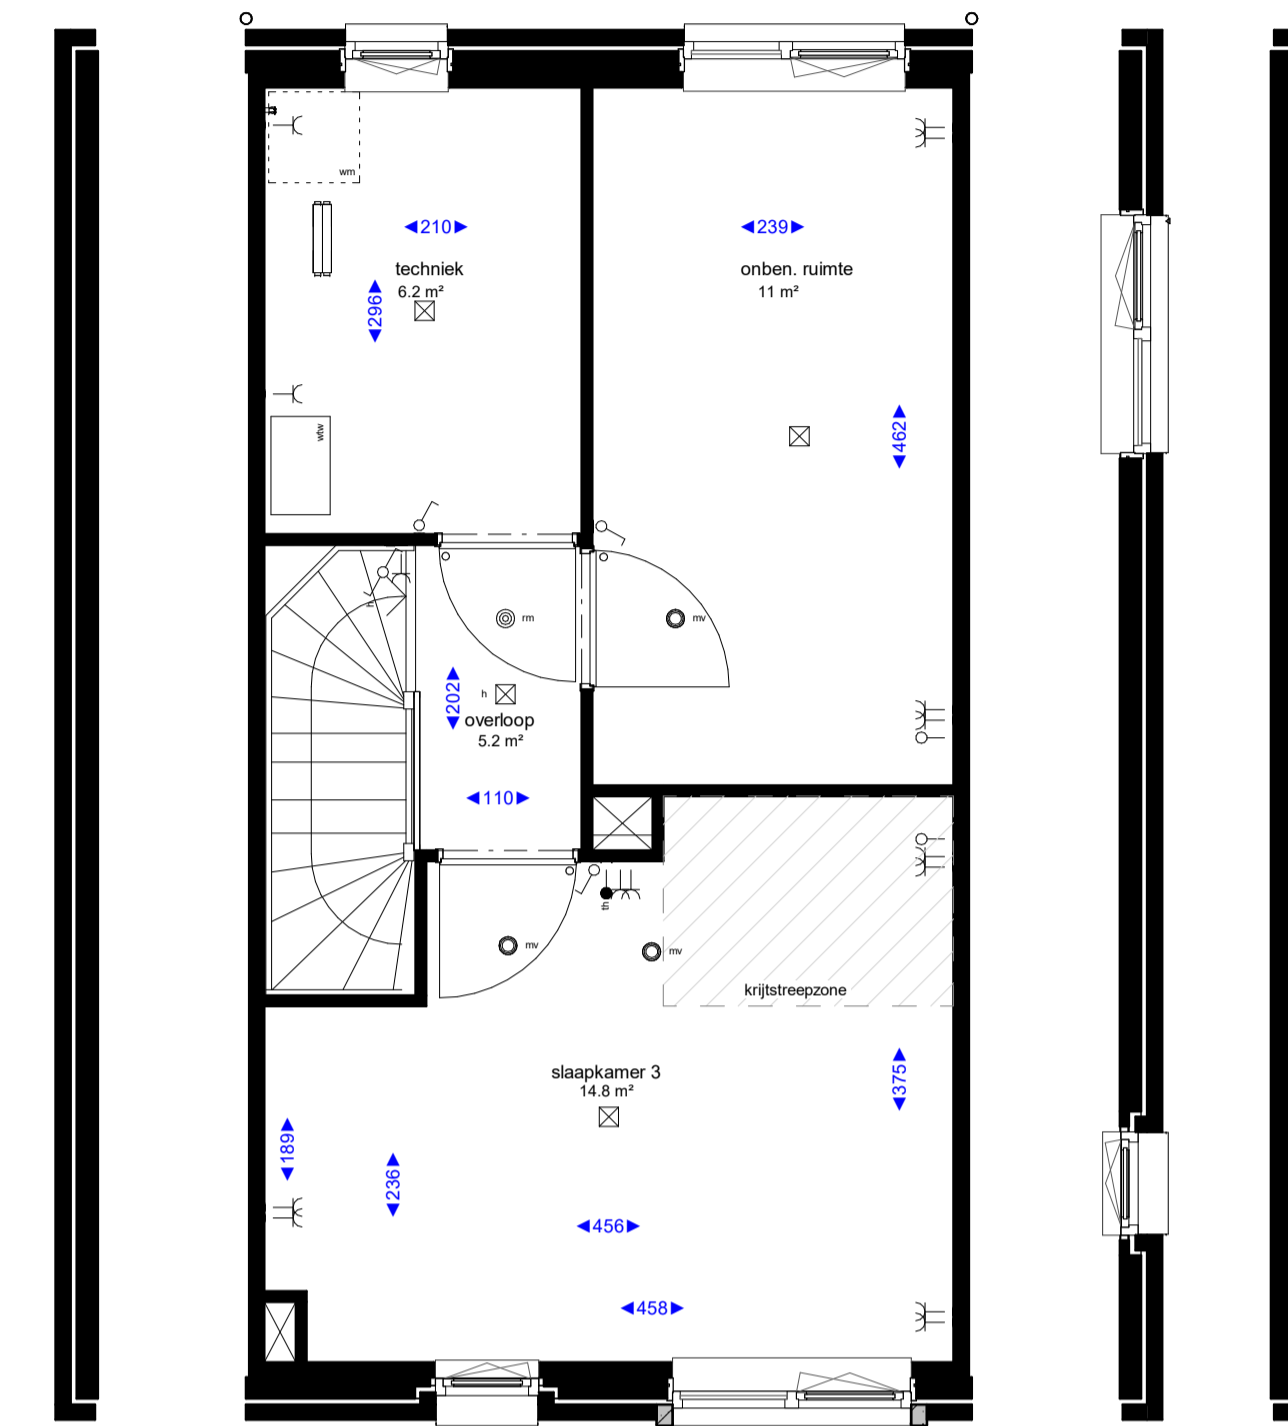 wm
210
239
techniek
6.2 m²
onben. ruimte
11 m²
296
wtw
462
h
rm
mv
h
202
overloop
5.2 m²
110
th
mv
mv
krijtstreepzone
slaapkamer 3
14.8 m²
375
189
236
456
458